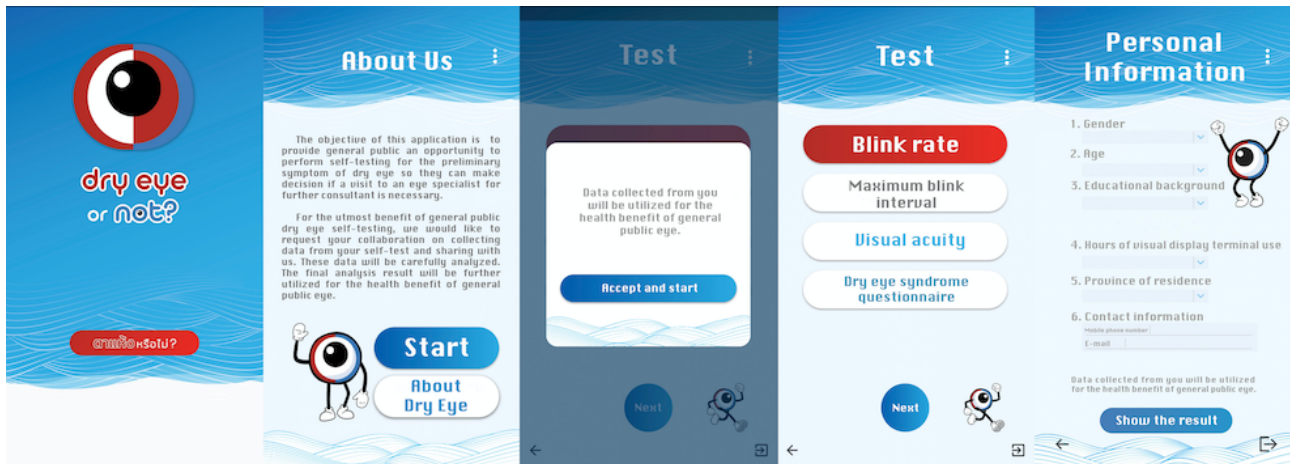 dry eye
or not?
ตาแห้งหรือไม่?
About Us
The objective of this application is to
provide general public an opportunity to
perform self-testing for the preliminary
symptom of dry eye so they can make
decision if a visit to an eye specialist for
further consultant is necessary.
For the utmost benefit of general public
dry eye self-testing, we would like to
request your collaboration on collecting
data from your self-test and sharing with
us. These data will be carefully analyzed.
The final analysis result will be further
utilized for the health benefit of general
public eye.
Start
About
Dry Eye
Test
Data collected from you
will be utilized for the
health benefit of general
public eye.
Accept and start
Next
Test
Blink rate
Maximum blink
interval
Visual acuity
Dry eye syndrome
questionnaire
Next
Personal
Information
1. Gender
2. Age
3. Educational background
4. Hours of visual display terminal use
5. Province of residence
6. Contact information
Mobile phone number
E-mail
Data collected from you will be utilized
for the health benefit of general public eye.
Show the result